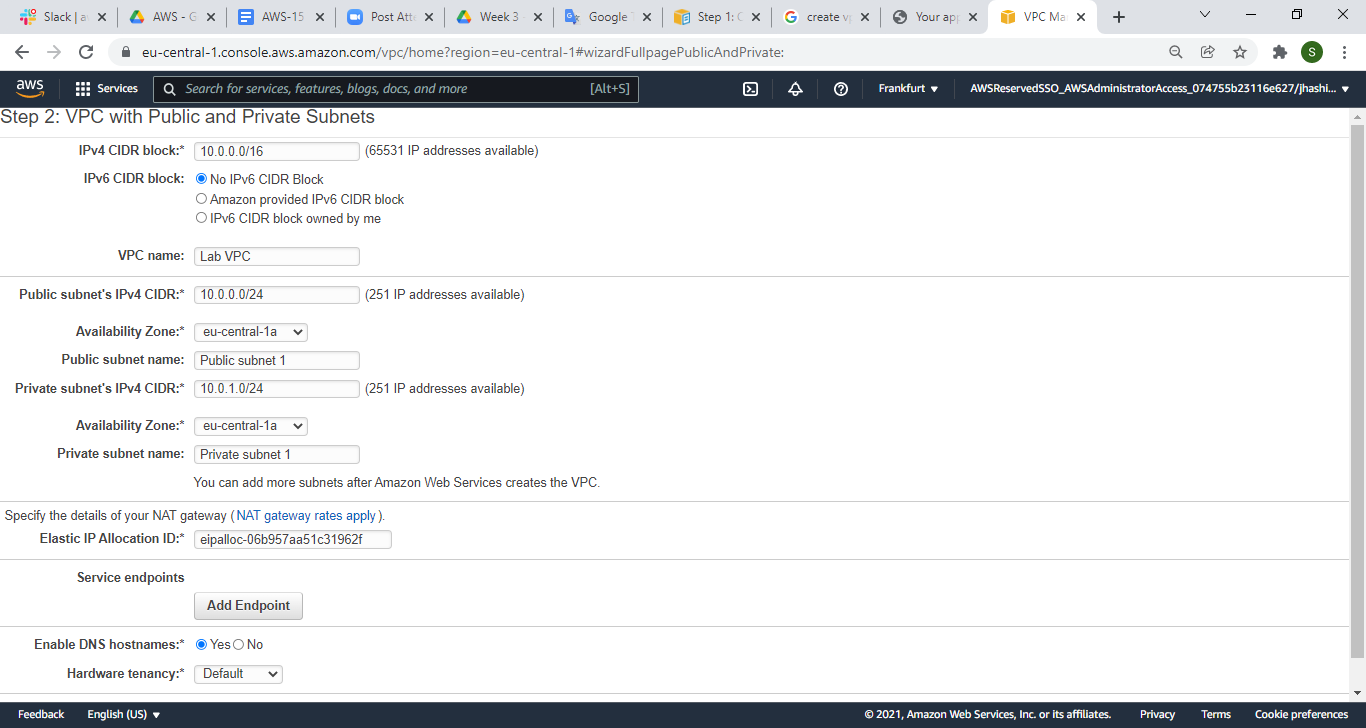 Slack | a
AWS - G
AWS-15
Post Atte
Week 3 -
Google T
Step 1: C
create vp
Your app
VPC Ma
eu-central-1.console.aws.amazon.com/vpc/home?region=eu-central-1#wizardFullpagePublicAndPrivate:
S
aws
Services
Search for services, features, blogs, docs, and more
[Alt+S]
Frankfurt
AWSReservedSSO_AWSAdministratorAccess_074755b23116e627/jhashi...
Step 2: VPC with Public and Private Subnets
IPv4 CIDR block:* 10.0.0.0/16 (65531 IP addresses available)
IPv6 CIDR block: No IPv6 CIDR Block
Amazon provided IPv6 CIDR block
IPv6 CIDR block owned by me
VPC name: Lab VPC
Public subnet's IPv4 CIDR:* 10.0.0.0/24 (251 IP addresses available)
Availability Zone:* eu-central-1a
Public subnet name: Public subnet 1
Private subnet's IPv4 CIDR:* 10.0.1.0/24 (251 IP addresses available)
Availability Zone:* eu-central-1a
Private subnet name: Private subnet 1
You can add more subnets after Amazon Web Services creates the VPC.
Specify the details of your NAT gateway (NAT gateway rates apply).
Elastic IP Allocation ID:* eipalloc-06b957aa51c31962f
Service endpoints
Add Endpoint
Enable DNS hostnames:* Yes No
Hardware tenancy:* Default
Feedback English (US) © 2021, Amazon Web Services, Inc. or its affiliates. Privacy Terms Cookie preferences